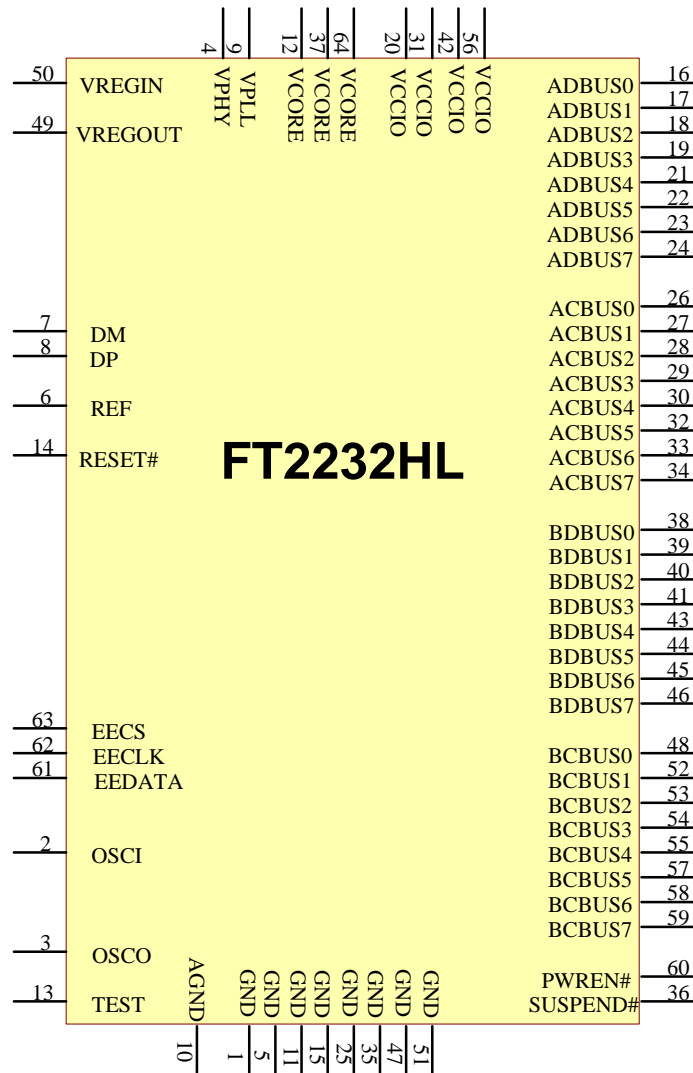 4 9 12 37 64 20 31 42 56
VPHY VPLL VCORE VCORE VCORE VCCIO VCCIO VCCIO VCCIO
50 VREGIN
49 VREGOUT
7 DM
8 DP
6 REF
14 RESET#
63 EECS
62 EECLK
61 EEDATA
2 OSCI
3 OSCO
13 TEST
FT2232HL
ADBUS0 16
ADBUS1 17
ADBUS2 18
ADBUS3 19
ADBUS4 21
ADBUS5 22
ADBUS6 23
ADBUS7 24
ACBUS0 26
ACBUS1 27
ACBUS2 28
ACBUS3 29
ACBUS4 30
ACBUS5 32
ACBUS6 33
ACBUS7 34
BDBUS0 38
BDBUS1 39
BDBUS2 40
BDBUS3 41
BDBUS4 43
BDBUS5 44
BDBUS6 45
BDBUS7 46
BCBUS0 48
BCBUS1 52
BCBUS2 53
BCBUS3 54
BCBUS4 55
BCBUS5 57
BCBUS6 58
BCBUS7 59
PWREN# 60
SUSPEND# 36
AGND GND GND GND GND GND GND GND GND
10 1 5 11 15 25 35 47 51